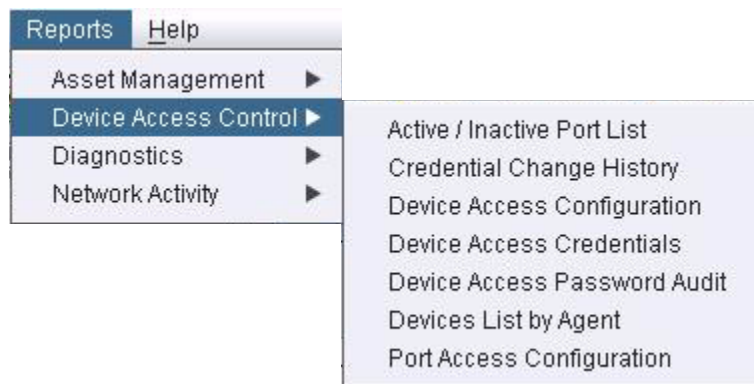 Reports Help
Asset Management
Device Access Control
Diagnostics
Network Activity
Active / Inactive Port List
Credential Change History
Device Access Configuration
Device Access Credentials
Device Access Password Audit
Devices List by Agent
Port Access Configuration